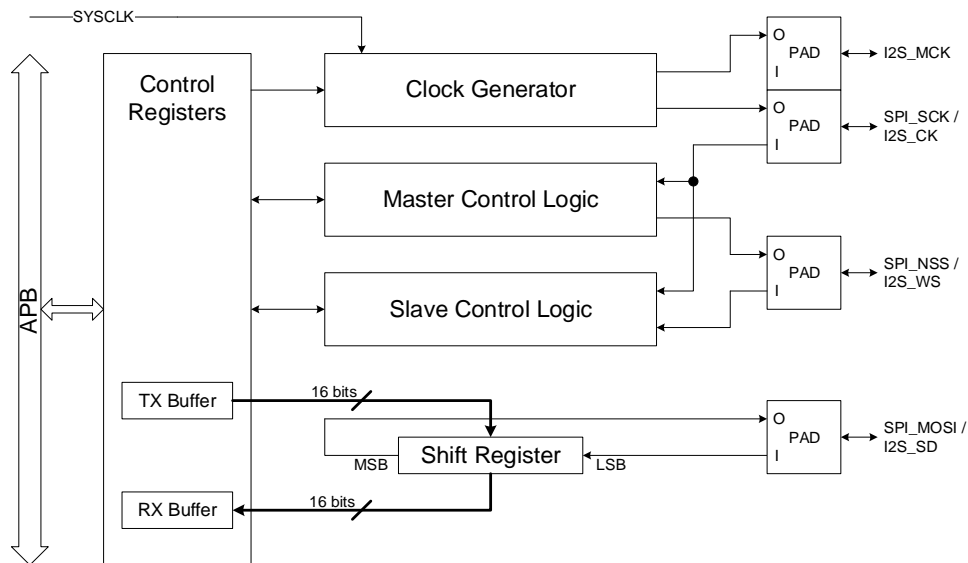 SYSCLK
APB
Control
Registers
Clock Generator
O
PAD
I
I2S_MCK
O
PAD
I
SPI_SCK /
I2S_CK
Master Control Logic
O
PAD
I
SPI_NSS /
I2S_WS
Slave Control Logic
TX Buffer
16 bits
O
PAD
I
SPI_MOSI /
I2S_SD
MSB
Shift Register
LSB
RX Buffer
16 bits